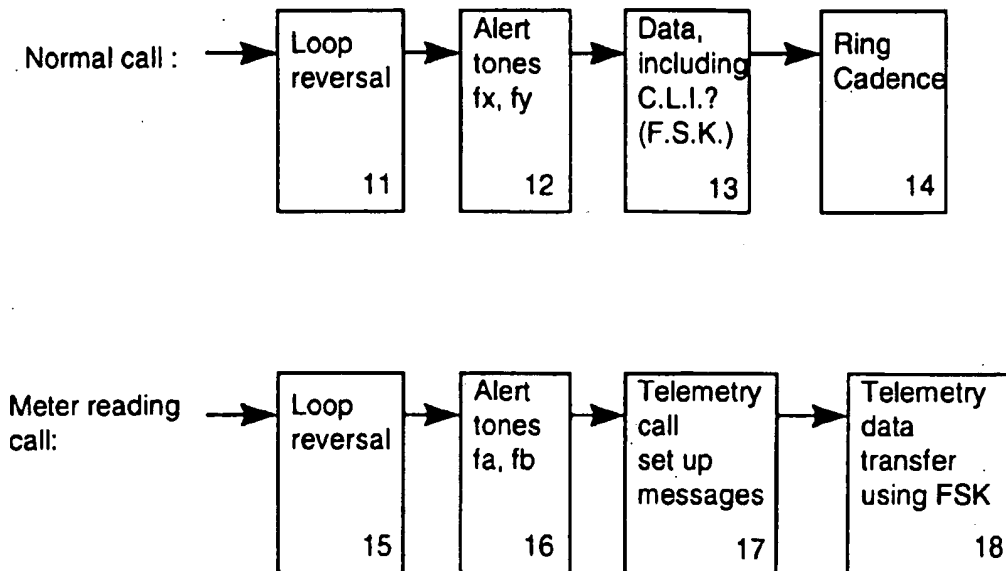 Normal call :
Loop
reversal
11
Alert
tones
fx, fy
12
Data,
including
C.L.I.?
(F.S.K.)
13
Ring
Cadence
14
Meter reading
call:
Loop
reversal
15
Alert
tones
fa, fb
16
Telemetry
call
set up
messages
17
Telemetry
data
transfer
using FSK
18